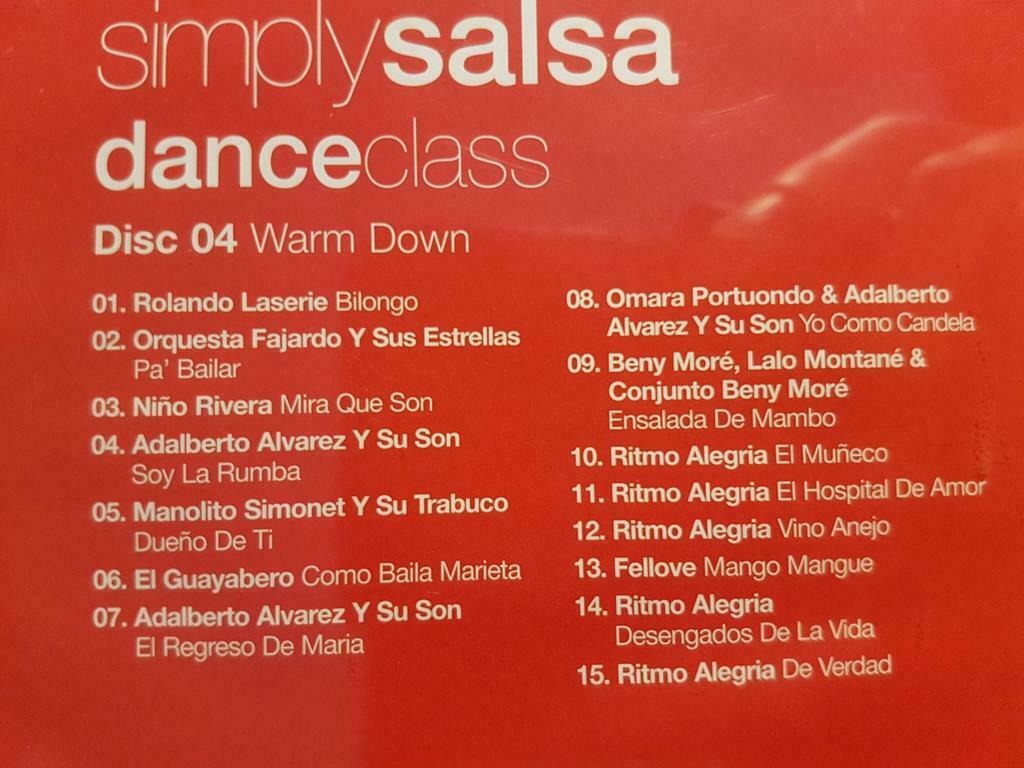 simplysalsa
danceclass
Disc 04 Warm Down
01. Rolando Laserie Bilongo
02. Orquesta Fajardo Y Sus Estrellas
Pa' Bailar
03. Niño Rivera Mira Que Son
04. Adalberto Alvarez Y Su Son
Soy La Rumba
05. Manolito Simonet Y Su Trabuco
Dueño De Ti
06. El Guayabero Como Baila Marieta
07. Adalberto Alvarez Y Su Son
El Regreso De Maria
08. Omara Portuondo & Adalberto
Alvarez Y Su Son Yo Como Candela
09. Beny Moré, Lalo Montané &
Conjunto Beny Moré
Ensalada De Mambo
10. Ritmo Alegria El Muñeco
11. Ritmo Alegria El Hospital De Amor
12. Ritmo Alegria Vino Anejo
13. Fellove Mango Mangue
14. Ritmo Alegria
Desengados De La Vida
15. Ritmo Alegria De Verdad